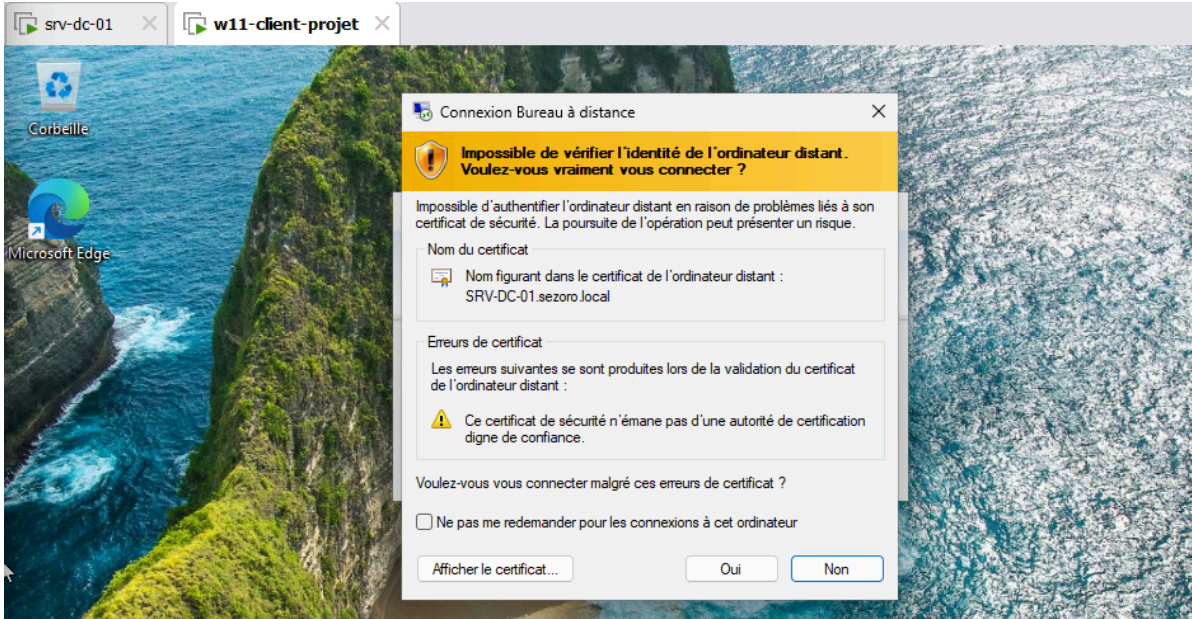 srv-dc-01
w11-client-projet
Corbeille
Microsoft Edge
Connexion Bureau à distance
Impossible de vérifier l'identité de l'ordinateur distant.
Voulez-vous vraiment vous connecter ?
Impossible d'authentifier l'ordinateur distant en raison de problèmes liés à son
certificat de sécurité. La poursuite de l'opération peut présenter un risque.
Nom du certificat
Nom figurant dans le certificat de l'ordinateur distant :
SRV-DC-01.sezoro.local
Erreurs de certificat
Les erreurs suivantes se sont produites lors de la validation du certificat
de l'ordinateur distant :
Ce certificat de sécurité n'émane pas d'une autorité de certification
digne de confiance.
Voulez-vous vous connecter malgré ces erreurs de certificat ?
Ne pas me redemander pour les connexions à cet ordinateur
Afficher le certificat...
Oui
Non